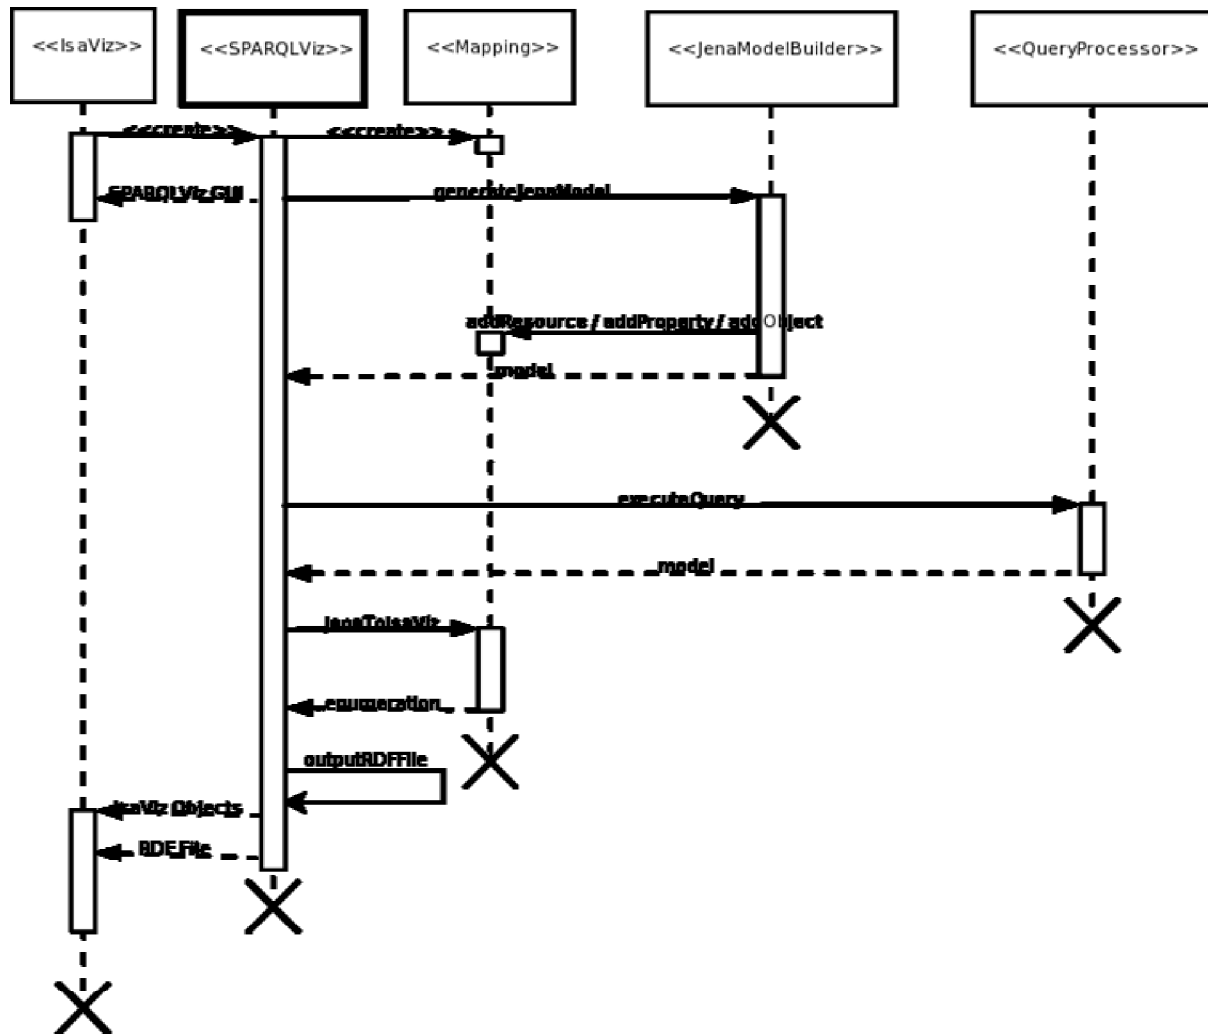 <<IsaViz>>
<<SPARQLViz>>
<<Mapping>>
<<JenaModelBuilder>>
<<QueryProcessor>>
<<create>>
<<create>>
SPARQLViz GUI
generateJenaModel
addResource / addProperty / addObject
model
executeQuery
model
jenaToIsaViz
enumeration
outputRDFFile
IsaViz Objects
RDF File